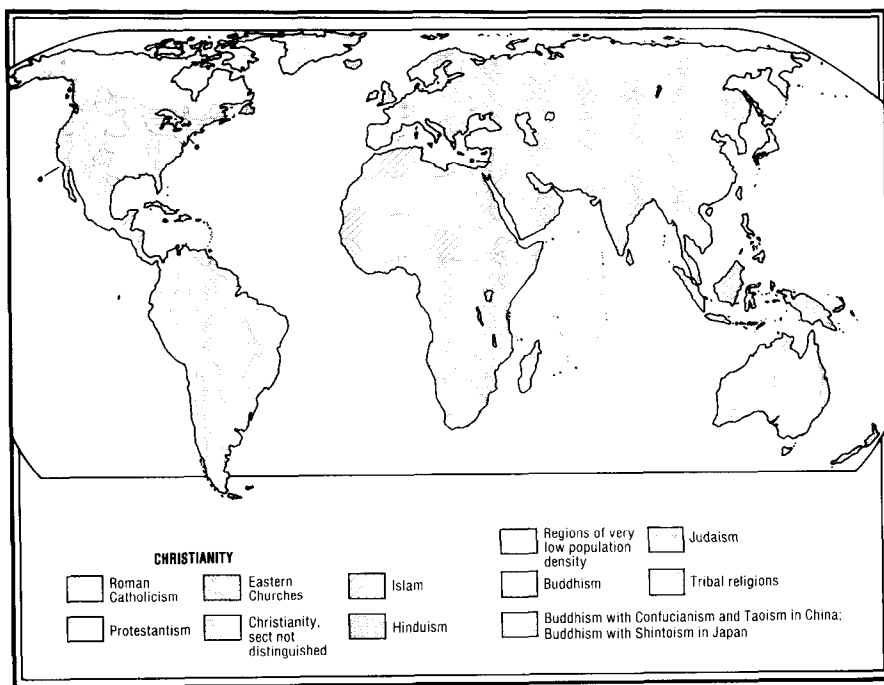 CHRISTIANITY
Roman
Catholicism
Protestantism
Eastern
Churches
Christianity,
sect not
distinguished
Islam
Hinduism
Regions of very
low population
density
Buddhism
Judaism
Tribal religions
Buddhism with Confucianism and Taoism in China;
Buddhism with Shintoism in Japan